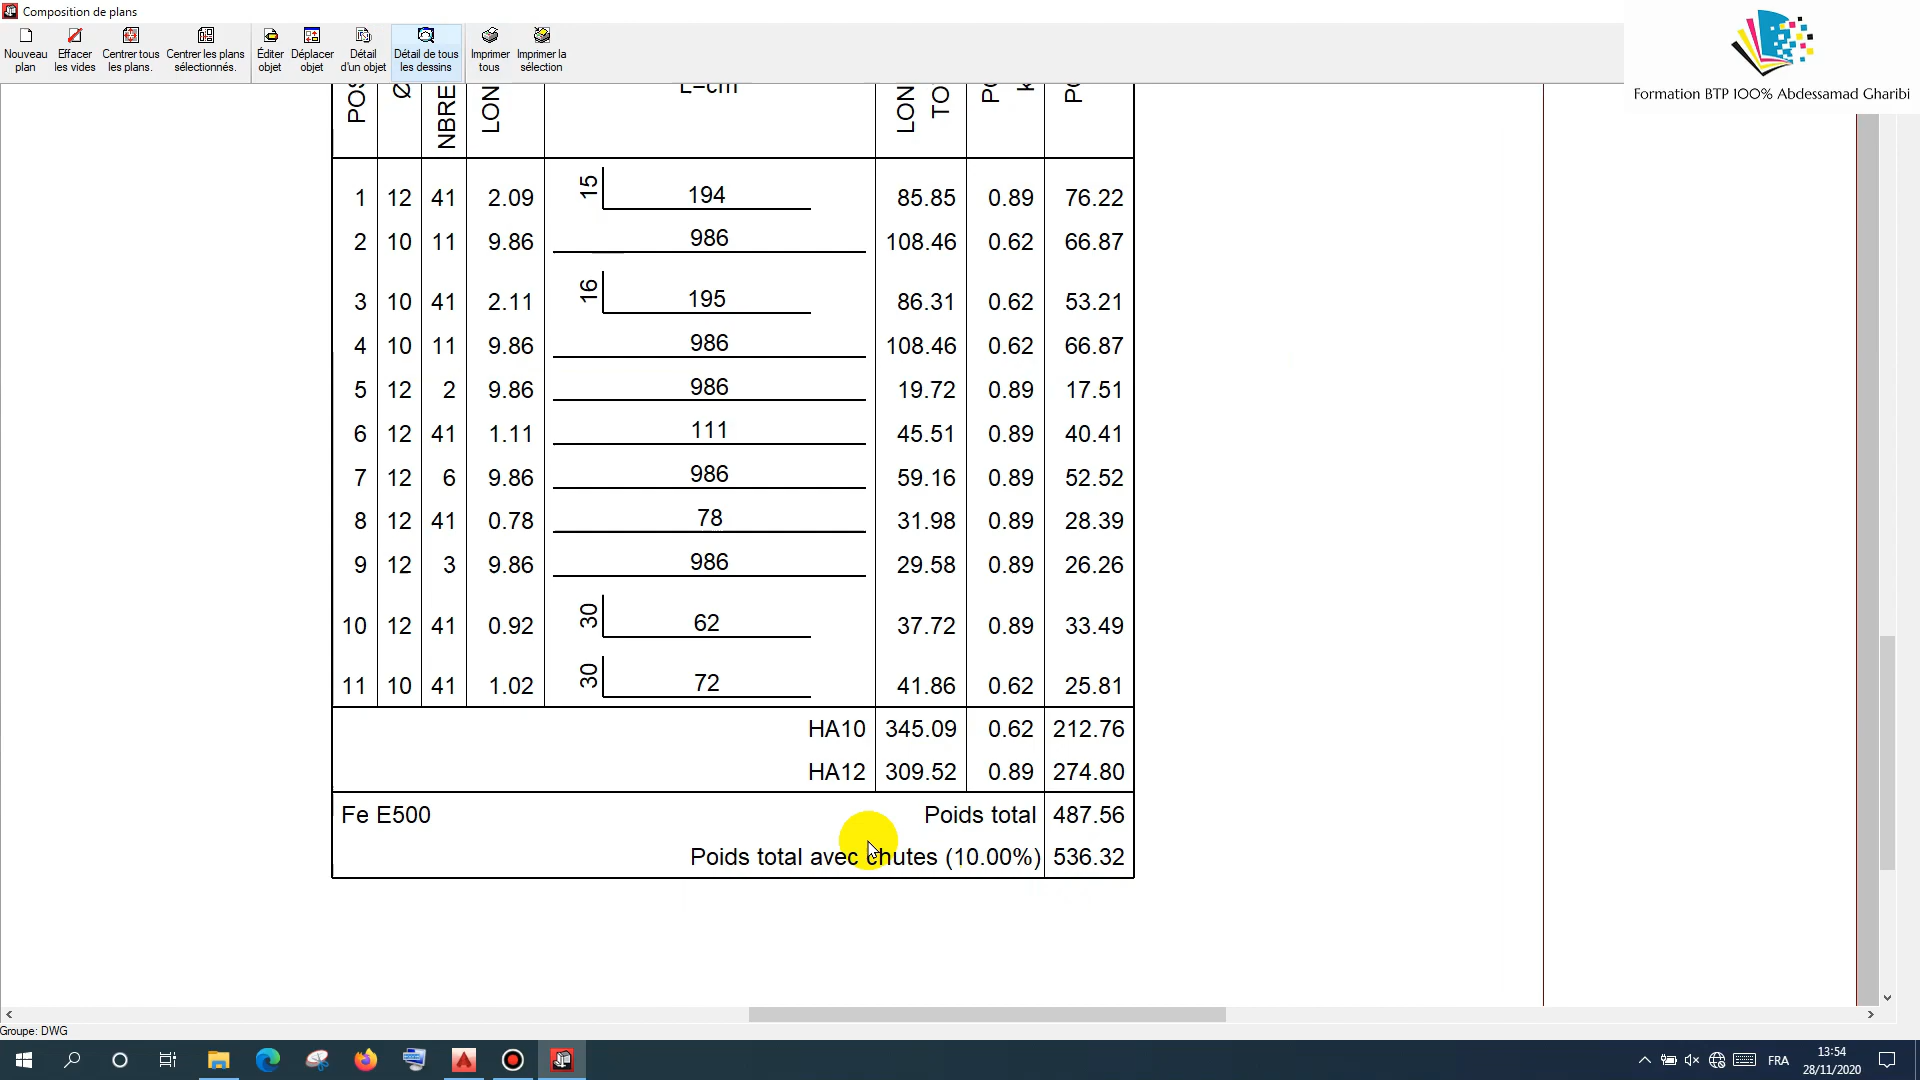 Composition de plans
Nouveau plan
Effacer les vides
Centrer tous les plans.
Centrer les plans sélectionnés.
Éditer objet
Déplacer objet
Détail d'un objet
Détail de tous les dessins
Imprimer tous
Imprimer la sélection
Formation BTP 100% Abdessamad Gharibi
POS Ø NBRE LON L=cm LON TO
1 12 41 2.09 15 194 85.85 0.89 76.22
2 10 11 9.86 986 108.46 0.62 66.87
3 10 41 2.11 16 195 86.31 0.62 53.21
4 10 11 9.86 986 108.46 0.62 66.87
5 12 2 9.86 986 19.72 0.89 17.51
6 12 41 1.11 111 45.51 0.89 40.41
7 12 6 9.86 986 59.16 0.89 52.52
8 12 41 0.78 78 31.98 0.89 28.39
9 12 3 9.86 986 29.58 0.89 26.26
10 12 41 0.92 30 62 37.72 0.89 33.49
11 10 41 1.02 30 72 41.86 0.62 25.81
HA10 345.09 0.62 212.76
HA12 309.52 0.89 274.80
Fe E500 Poids total 487.56
Poids total avec chutes (10.00%) 536.32
Groupe: DWG
FRA
13:54
28/11/2020